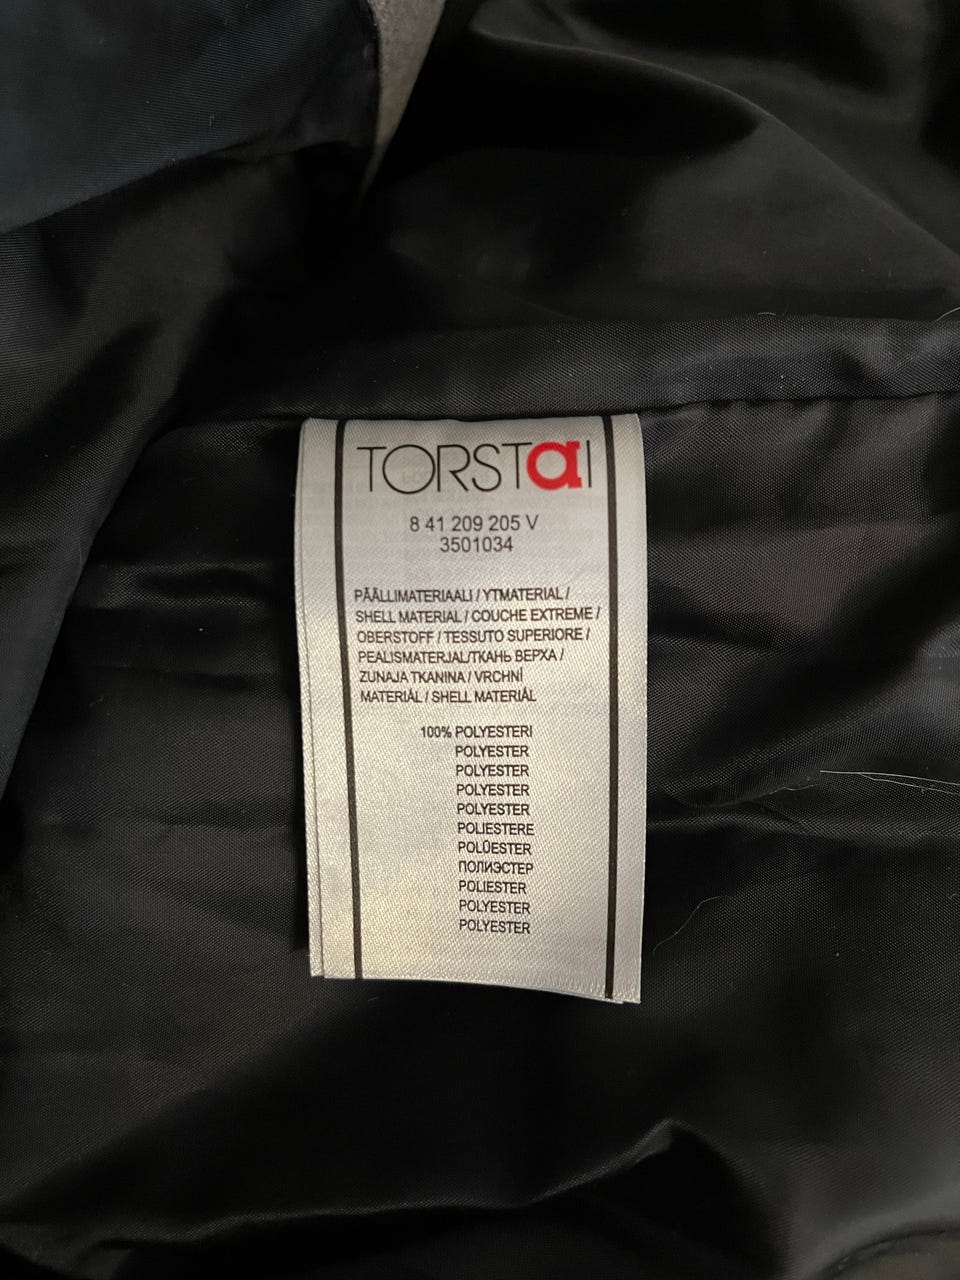 TORSTaI
8 41 209 205 V
3501034
PÄÄLLIMATERIAALI / YTMATERIAL /
SHELL MATERIAL / COUCHE EXTREME /
OBERSTOFF / TESSUTO SUPERIORE /
PEALISMATERJAL/ТКАНЬ ВЕРХА /
ZUNAJA TKANINA / VRCHNÍ
MATERIÁL / SHELL MATERIÁL
100% POLYESTERI
POLYESTER
POLYESTER
POLYESTER
POLYESTER
POLIESTERE
POLÜESTER
ПОЛИЭСТЕР
POLIESTER
POLYESTER
POLYESTER